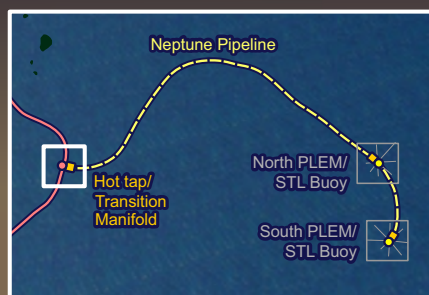 Neptune Pipeline
North PLEM/
STL Buoy
Hot tap/
Transition
Manifold
South PLEM/
STL Buoy